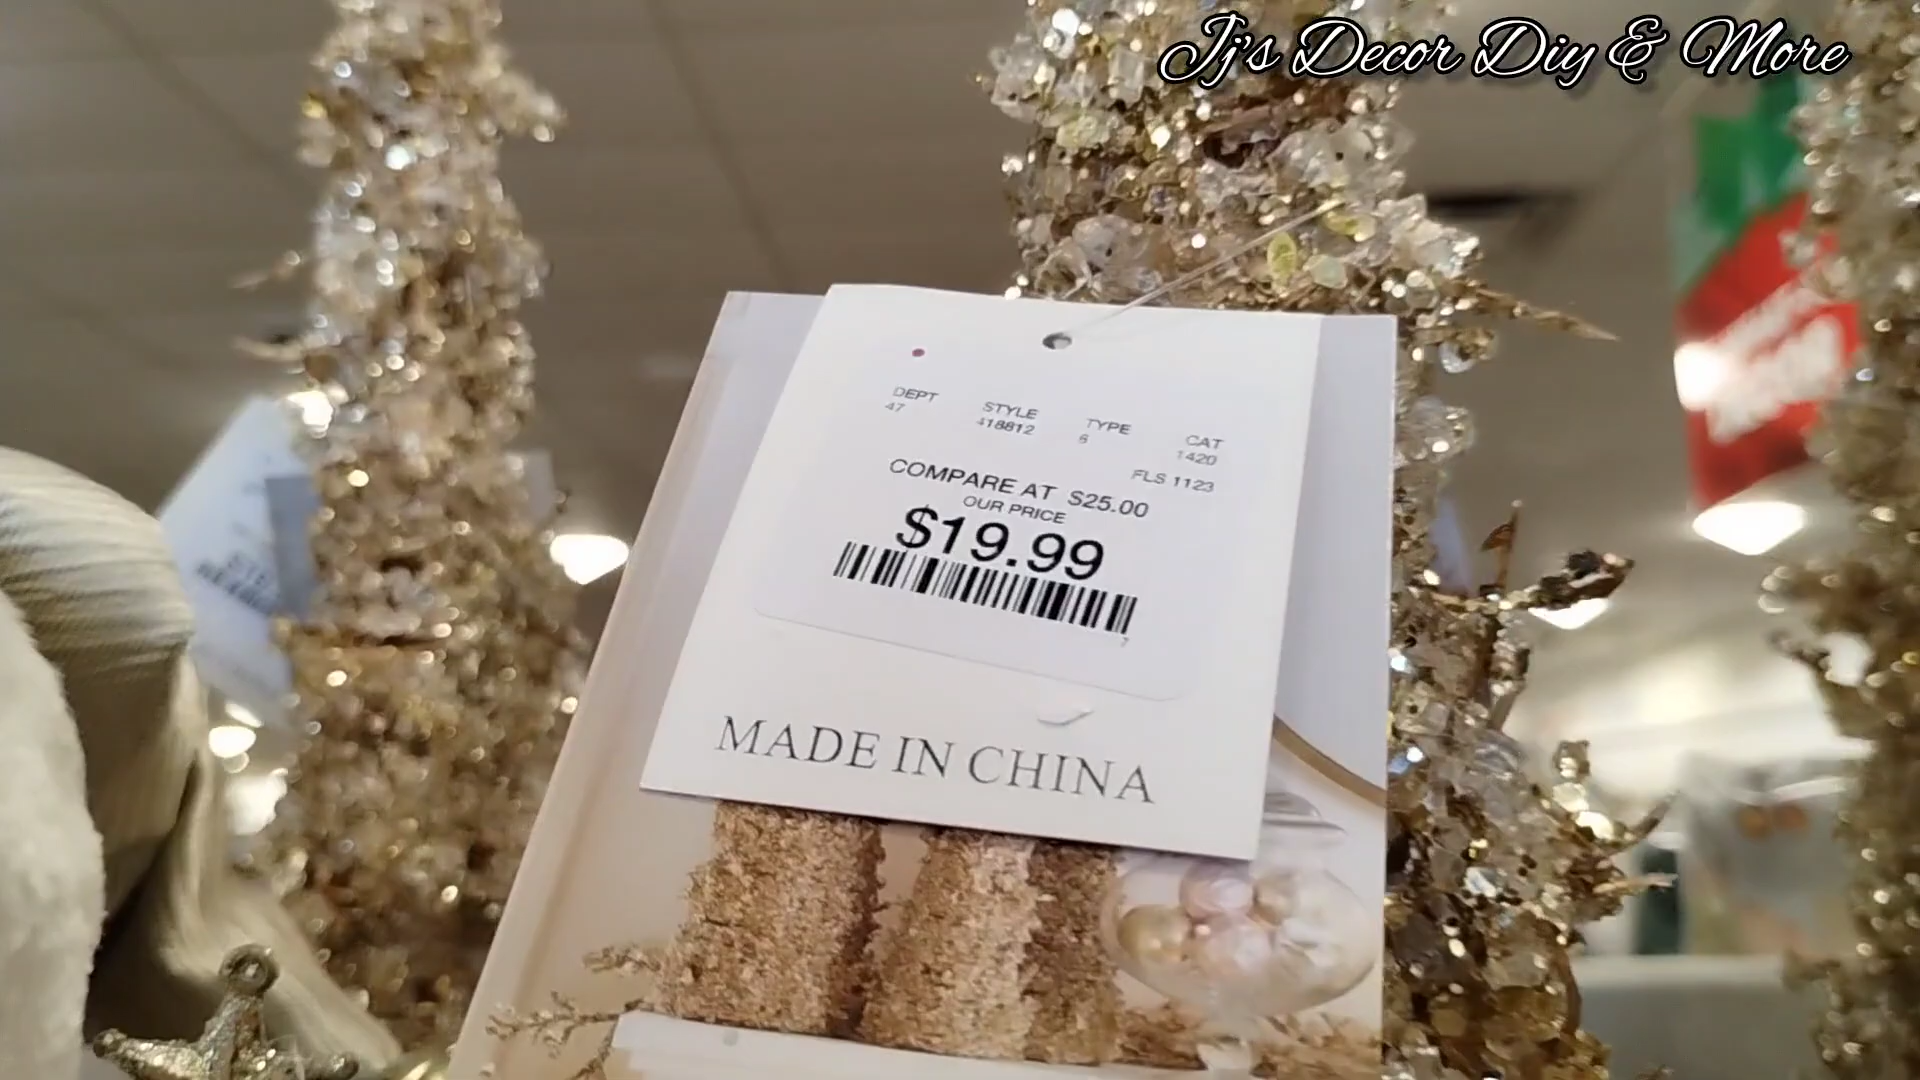 Jj's Decor Diy & More
DEPT STYLE TYPE CAT
47 418812 6 1420
FLS 1123
COMPARE AT $25.00
OUR PRICE
$19.99
7
MADE IN CHINA